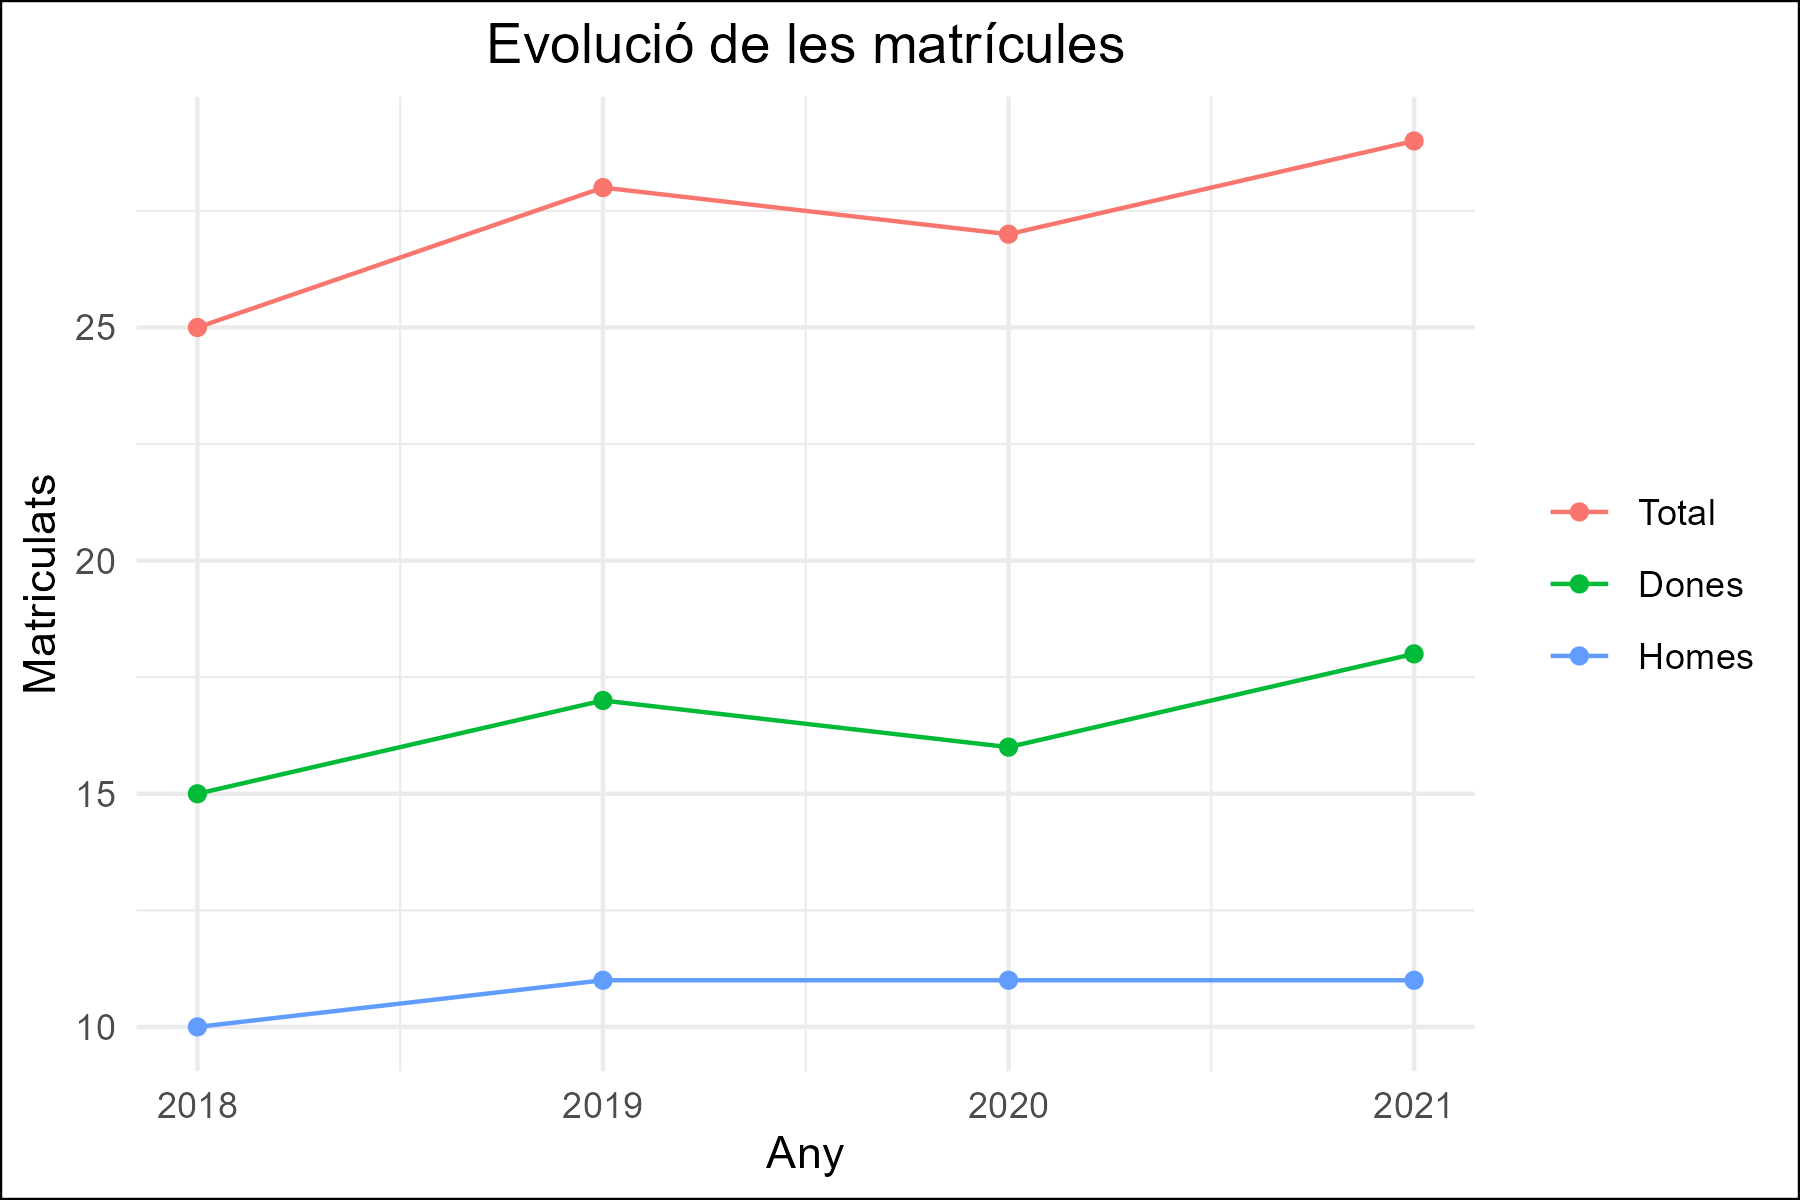 Evolució de les matrícules
Matriculats
25
20
15
10
2018 2019 2020 2021
Any
Total
Dones
Homes